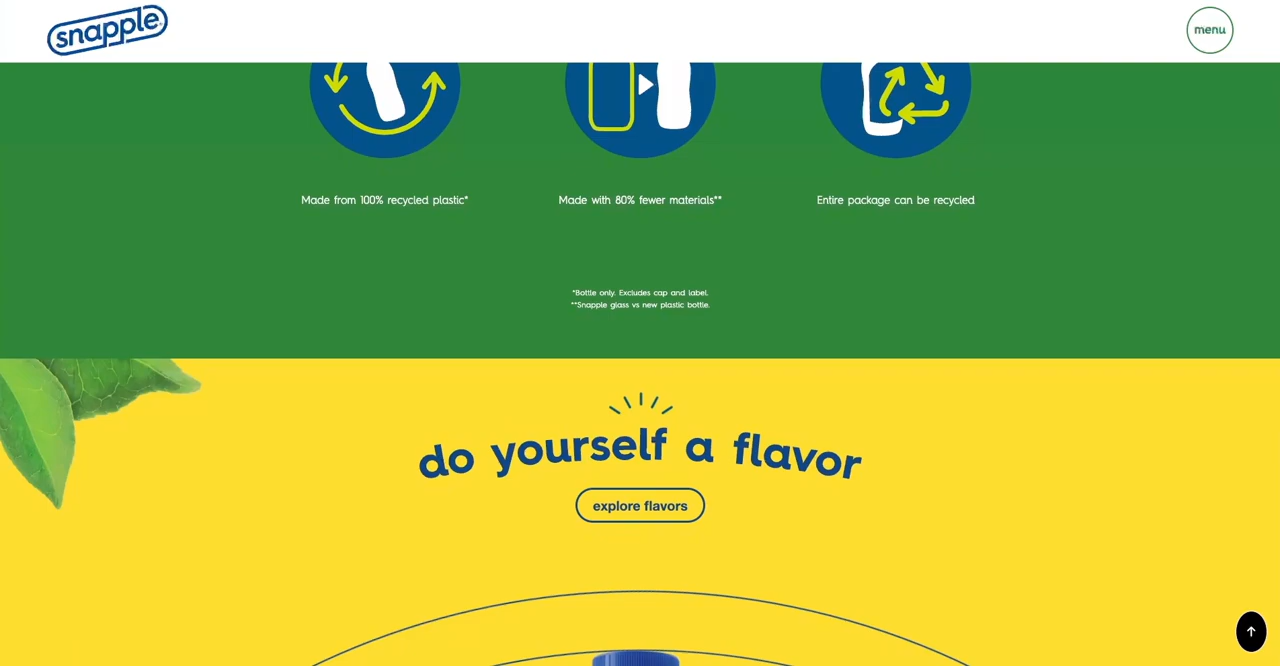 snapple
menu
Made from 100% recycled plastic*
Made with 80% fewer materials**
Entire package can be recycled
*Bottle only. Excludes cap and label.
**Snapple glass vs new plastic bottle.
do yourself a flavor
explore flavors